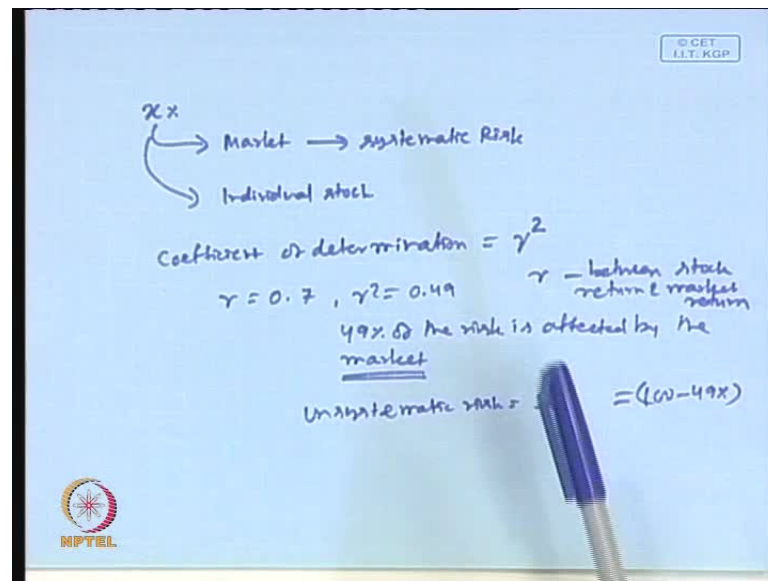 © CET
I.I.T. KGP
x%
Market → systematic Risk
Individual stock
Coefficient of determination = r²
r = 0.7 , r² = 0.49
r - between stock
return & market
return
49% of the risk is affected by the
market
Unsystematic risk = = (100-49%)
NPTEL